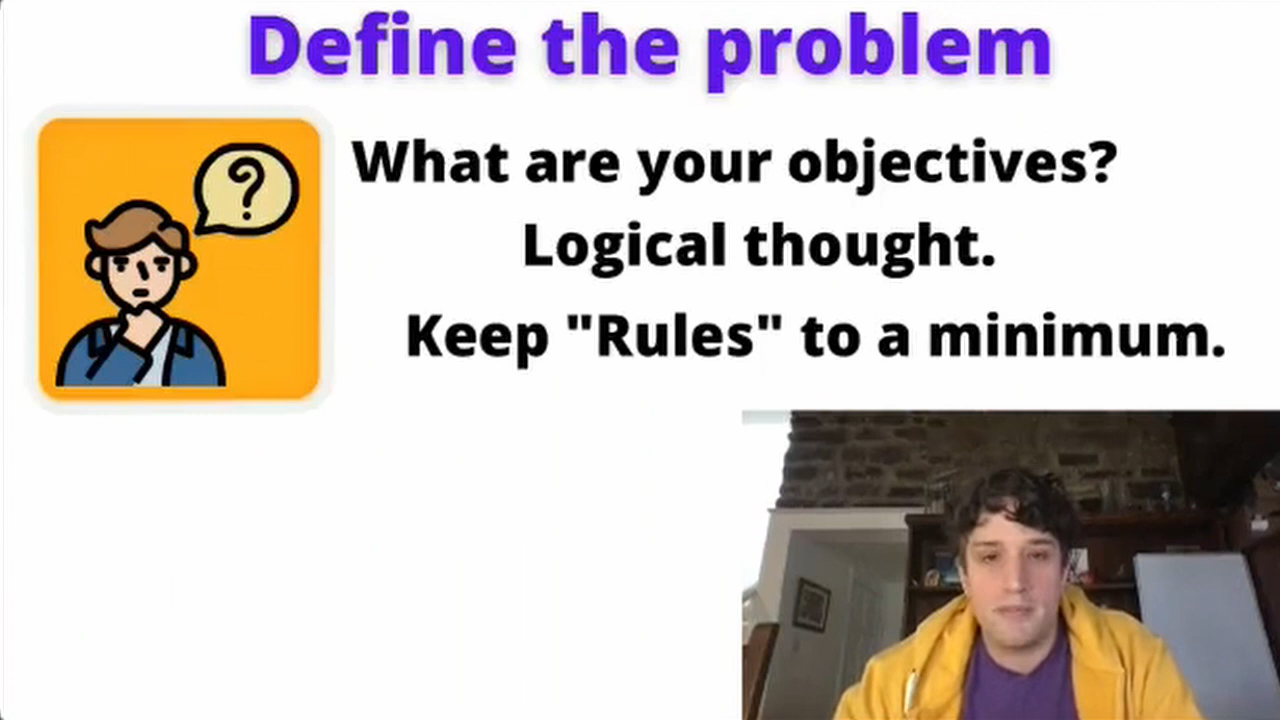 Define the problem
?
What are your objectives?
Logical thought.
Keep "Rules" to a minimum.